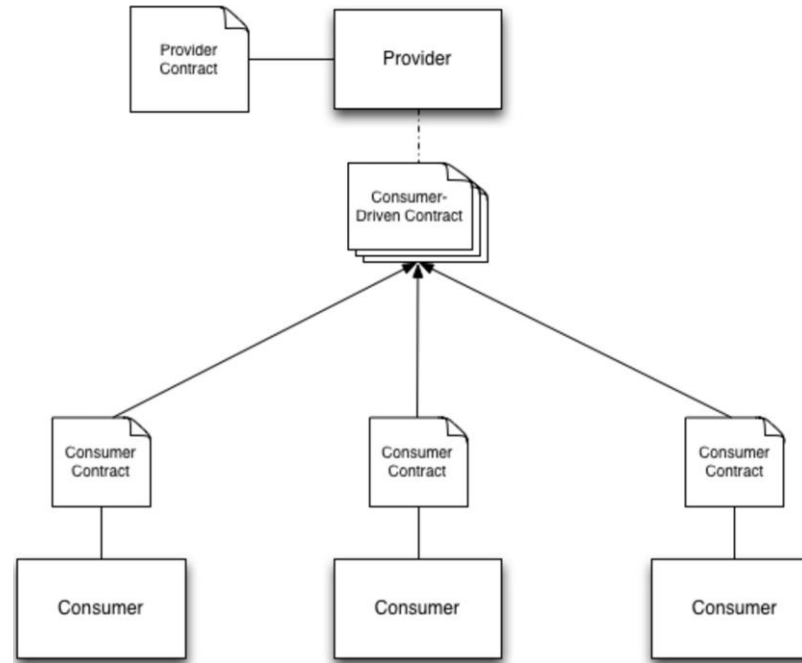 Provider
Contract
Provider
Consumer-
Driven Contract
Consumer
Contract
Consumer
Contract
Consumer
Contract
Consumer
Consumer
Consumer